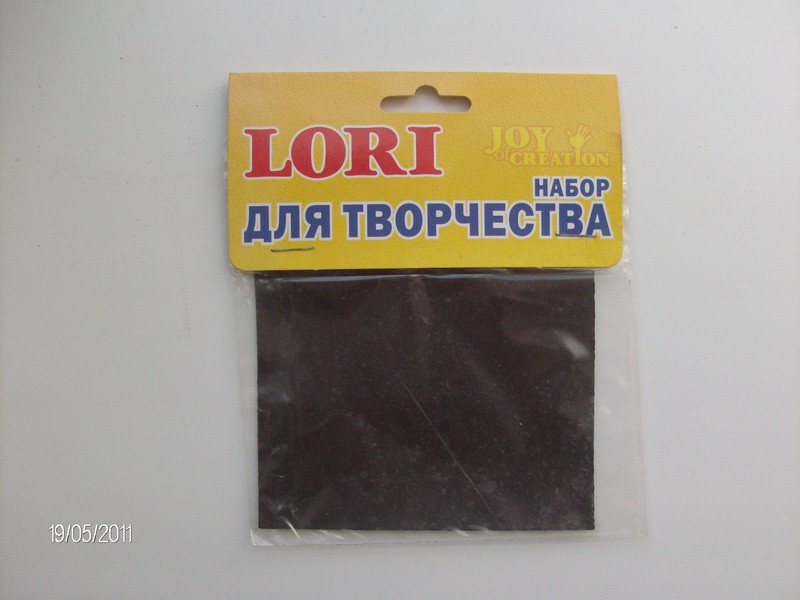 LORI
JOY
OF CREATION
НАБОР
ДЛЯ ТВОРЧЕСТВА
19/05/2011